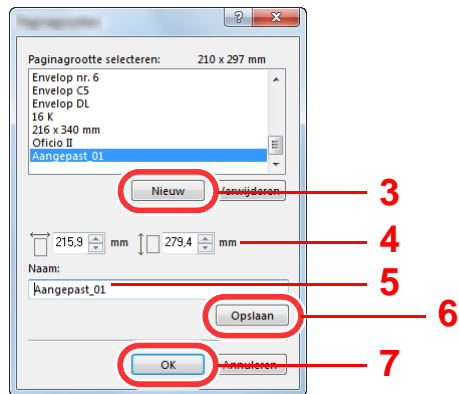 Paginagrootte selecteren: 210 x 297 mm
Envelop nr. 6
Envelop C5
Envelop DL
16 K
216 x 340 mm
Oficio II
Aangepast_01
Nieuw Verwijderen 3
215,9 mm 279,4 mm 4
Naam:
5
Aangepast_01
Opslaan 6
OK Annuleren 7